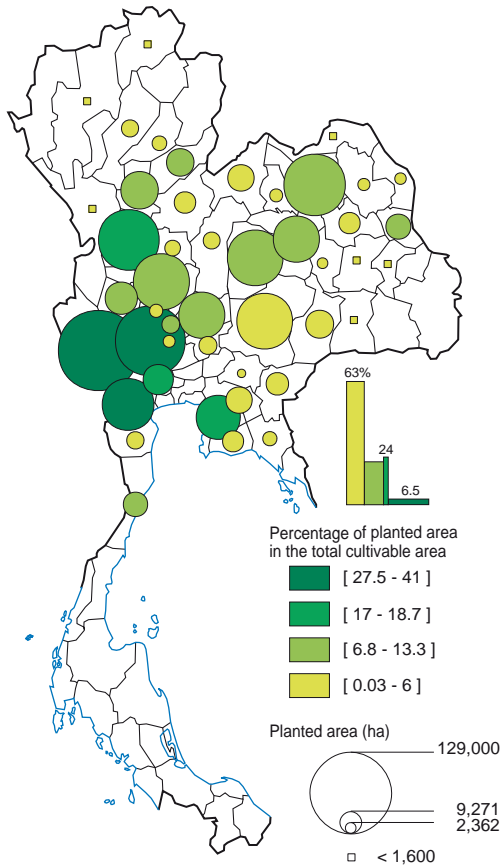 63%
24
6.5
Percentage of planted area
in the total cultivable area
[ 27.5 - 41 ]
[ 17 - 18.7 ]
[ 6.8 - 13.3 ]
[ 0.03 - 6 ]
Planted area (ha)
129,000
9,271
2,362
< 1,600